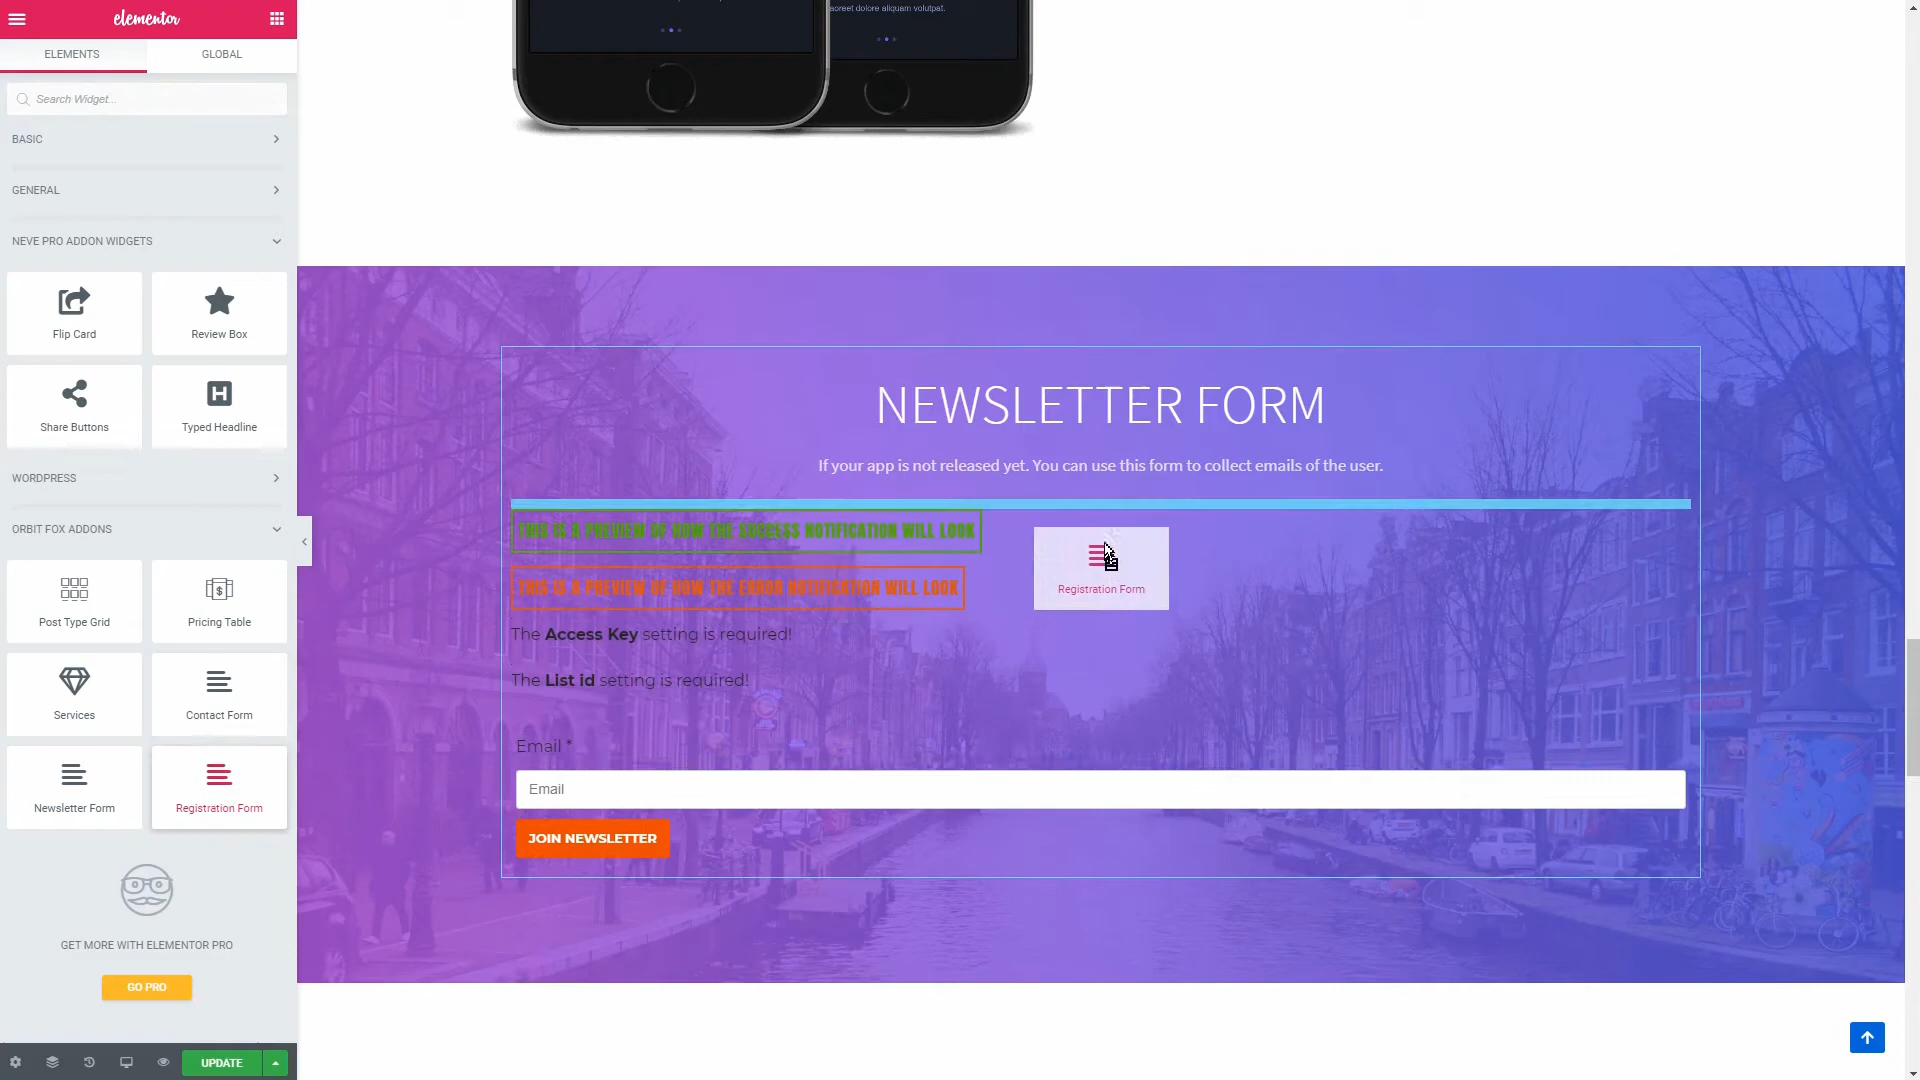 elementor
ELEMENTS
GLOBAL
Search Widget...
BASIC
GENERAL
NEVE PRO ADDON WIDGETS
Flip Card
Review Box
Share Buttons
Typed Headline
WORDPRESS
ORBIT FOX ADDONS
Post Type Grid
Pricing Table
Services
Contact Form
Newsletter Form
Registration Form
GET MORE WITH ELEMENTOR PRO
GO PRO
UPDATE
aoreet dolore aliquam volutpat.
NEWSLETTER FORM
If your app is not released yet. You can use this form to collect emails of the user.
THIS IS A PREVIEW OF HOW THE SUCCESS NOTIFICATION WILL LOOK
Registration Form
THIS IS A PREVIEW OF HOW THE ERROR NOTIFICATION WILL LOOK
The Access Key setting is required!
The List id setting is required!
Email *
Email
JOIN NEWSLETTER